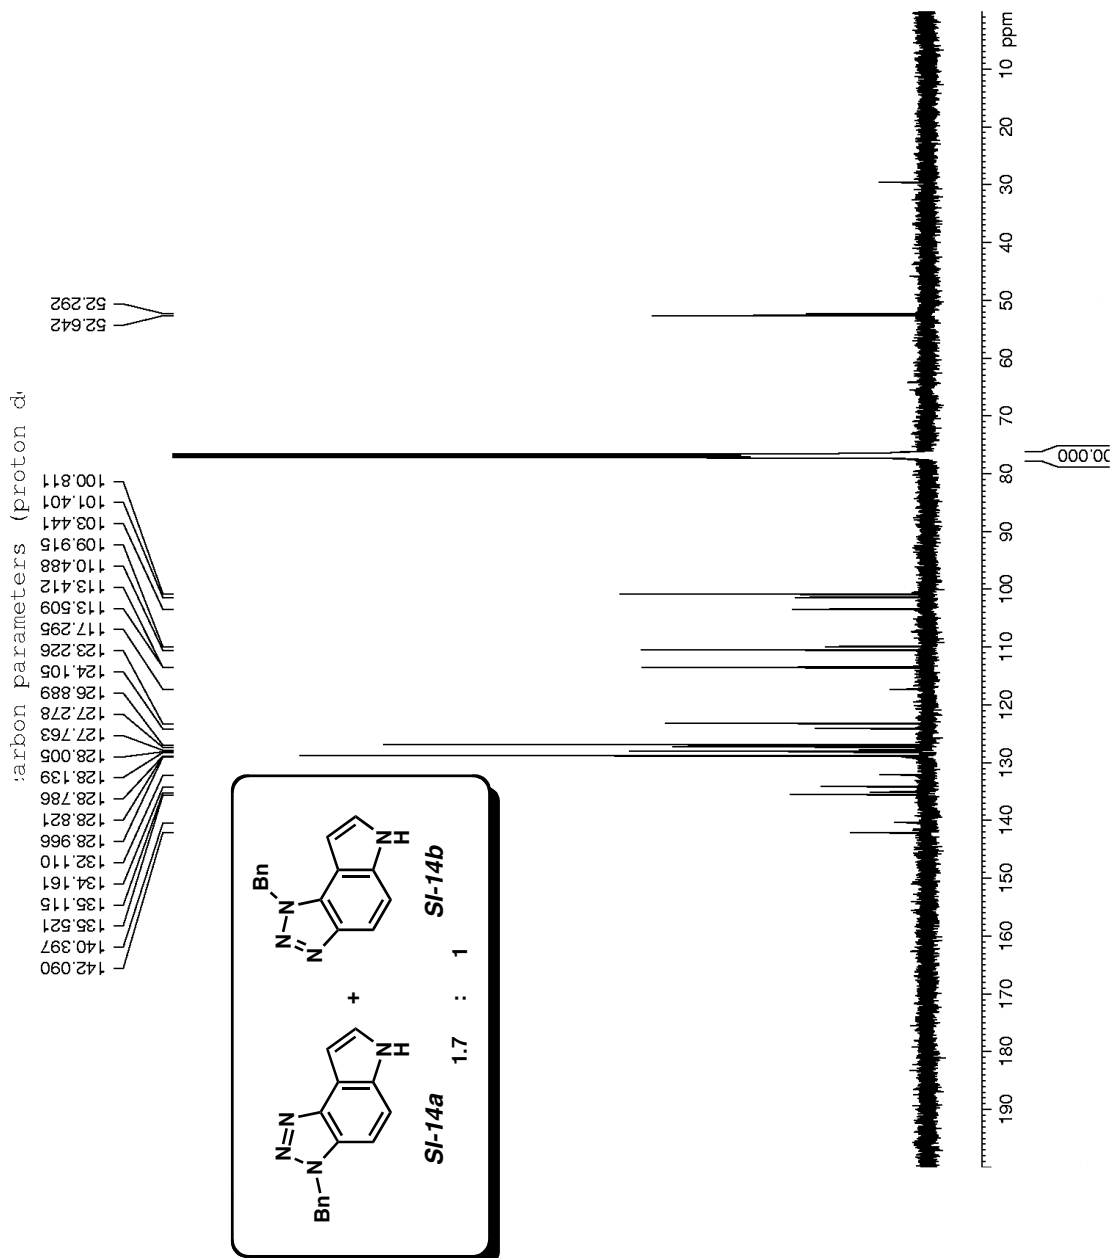 :arbon parameters (proton d
52.292
52.642
100.811
101.401
103.441
109.915
110.488
113.412
113.509
117.295
123.226
124.105
126.889
127.278
127.763
128.005
128.139
128.786
128.821
128.966
132.110
134.161
135.115
135.521
140.397
142.090
Bn
N
N
N
N
H
SI-14a
+
Bn
N
N
N
N
H
SI-14b
1.7 : 1
190 180 170 160 150 140 130 120 110 100 90 80 70 60 50 40 30 20 10 ppm
00.000